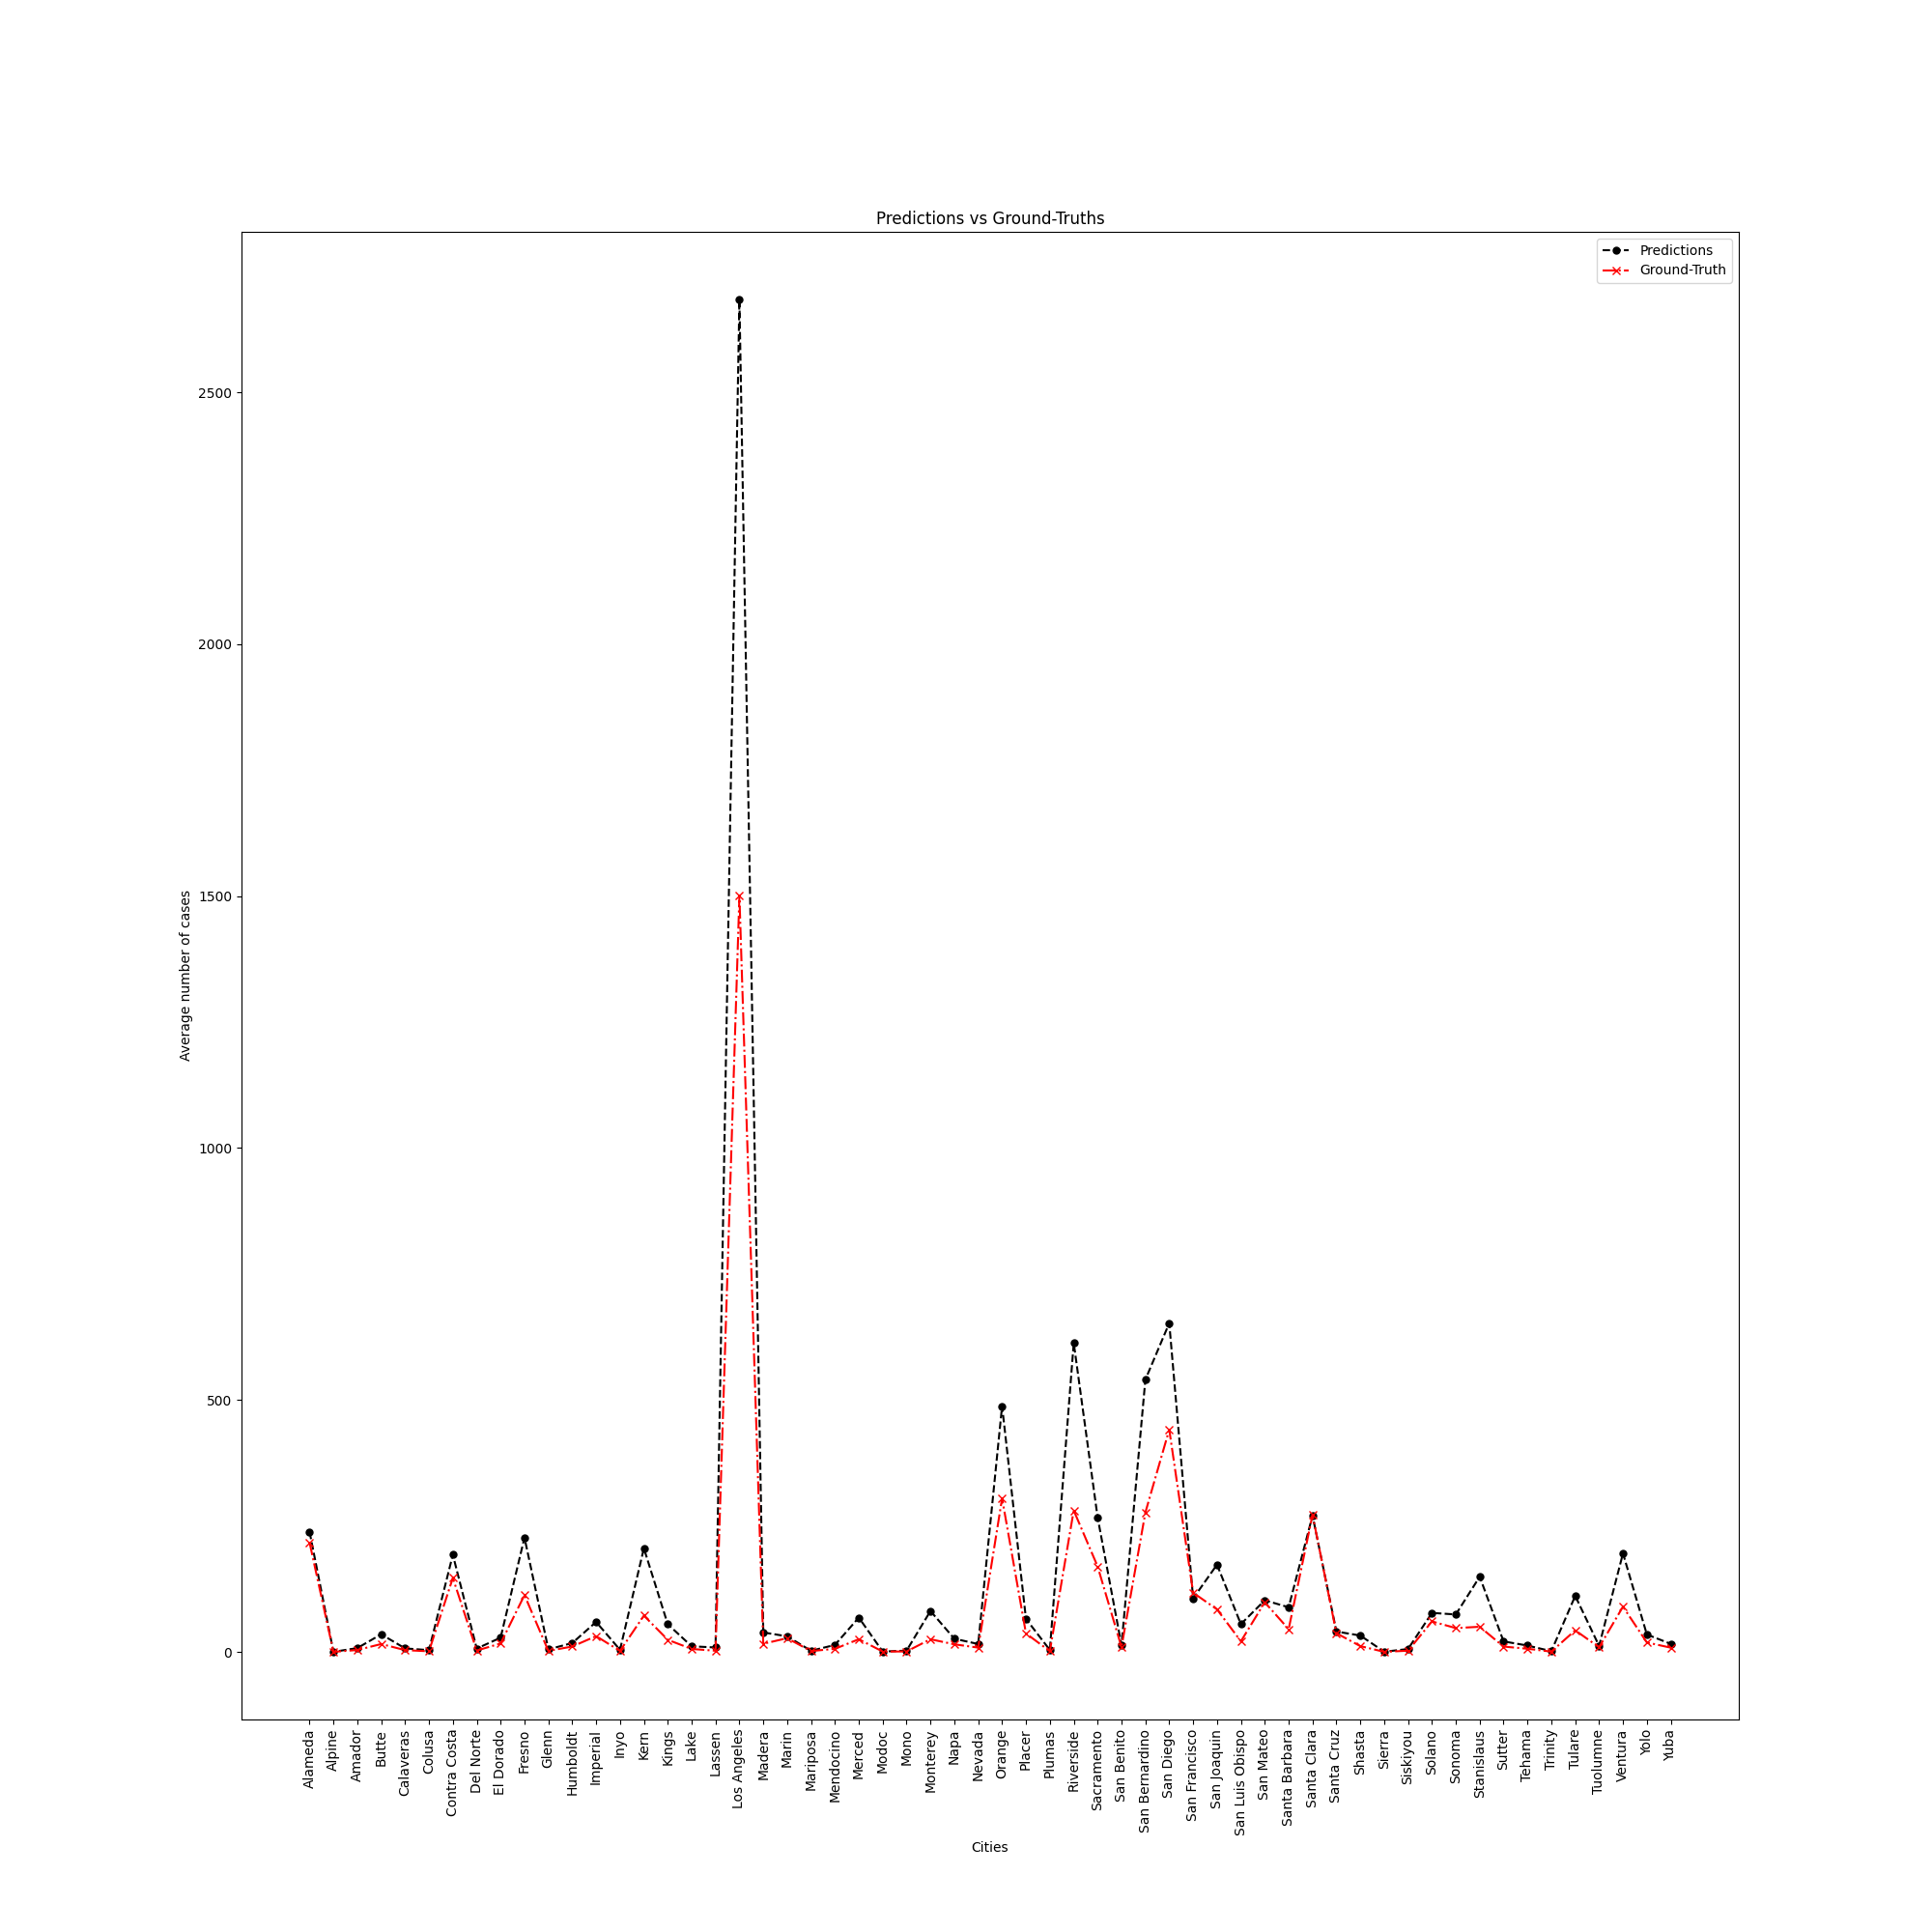 Predictions vs Ground-Truths
Predictions
Ground-Truth
Average number of cases
2500
2000
1500
1000
500
0
Alameda
Alpine
Amador
Butte
Calaveras
Colusa
Contra Costa
Del Norte
El Dorado
Fresno
Glenn
Humboldt
Imperial
Inyo
Kern
Kings
Lake
Lassen
Los Angeles
Madera
Marin
Mariposa
Mendocino
Merced
Modoc
Mono
Monterey
Napa
Nevada
Orange
Placer
Plumas
Riverside
Sacramento
San Benito
San Bernardino
San Diego
San Francisco
San Joaquin
San Luis Obispo
San Mateo
Santa Barbara
Santa Clara
Santa Cruz
Shasta
Sierra
Siskiyou
Solano
Sonoma
Stanislaus
Sutter
Tehama
Trinity
Tulare
Tuolumne
Ventura
Yolo
Yuba
Cities